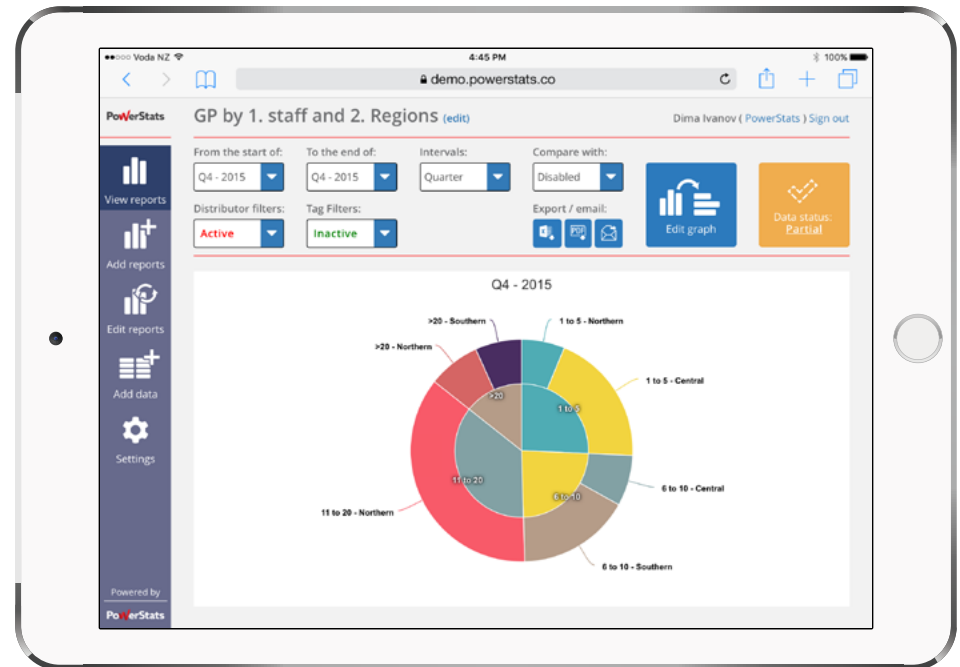 Voda NZ
4:45 PM
100%
demo.powerstats.co
PowerStats
GP by 1. staff and 2. Regions (edit)
Dima Ivanov ( PowerStats ) Sign out
View reports
Add reports
Edit reports
Add data
Settings
Powered by
PowerStats
From the start of:
To the end of:
Intervals:
Compare with:
Q4 - 2015
Q4 - 2015
Quarter
Disabled
Distributor filters:
Tag Filters:
Export / email:
Active
Inactive
PDF
Edit graph
Data status:
Partial
Q4 - 2015
>20 - Southern
1 to 5 - Northern
>20 - Northern
1 to 5 - Central
>20
1 to 5
11 to 20
6 to 10
6 to 10 - Central
11 to 20 - Northern
6 to 10 - Southern